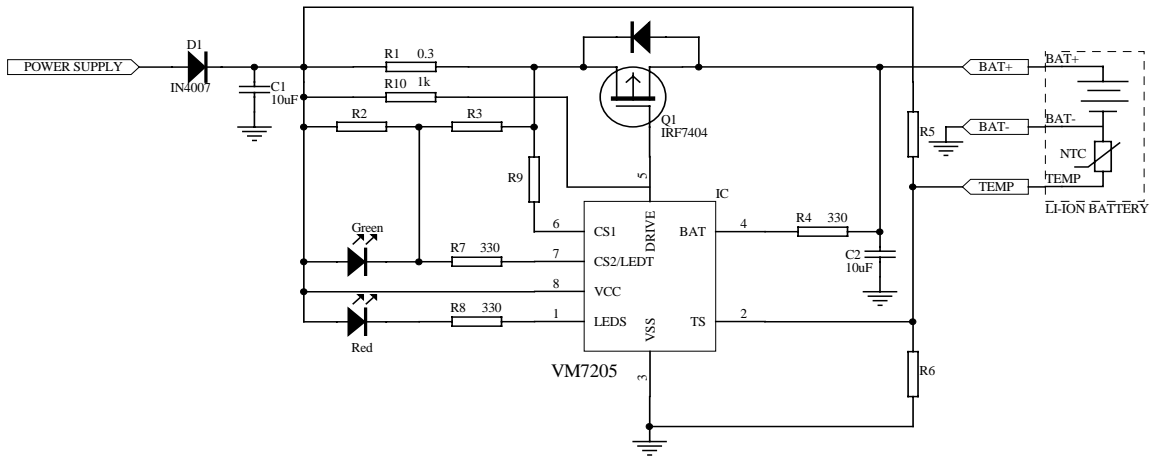 D1
POWER SUPPLY
IN4007
C1
10uF
R1 0.3
R10 1k
R2
R3
R9
Q1
IRF7404
BAT+
BAT+
BAT-
BAT-
R5
NTC
TEMP
TEMP
LI-ION BATTERY
5
IC
DRIVE
6
CS1
BAT
4
R4 330
Green
R7 330
7
CS2/LEDT
C2
10uF
8
VCC
R8 330
1
LEDS
VSS
TS
2
Red
VM7205
3
R6